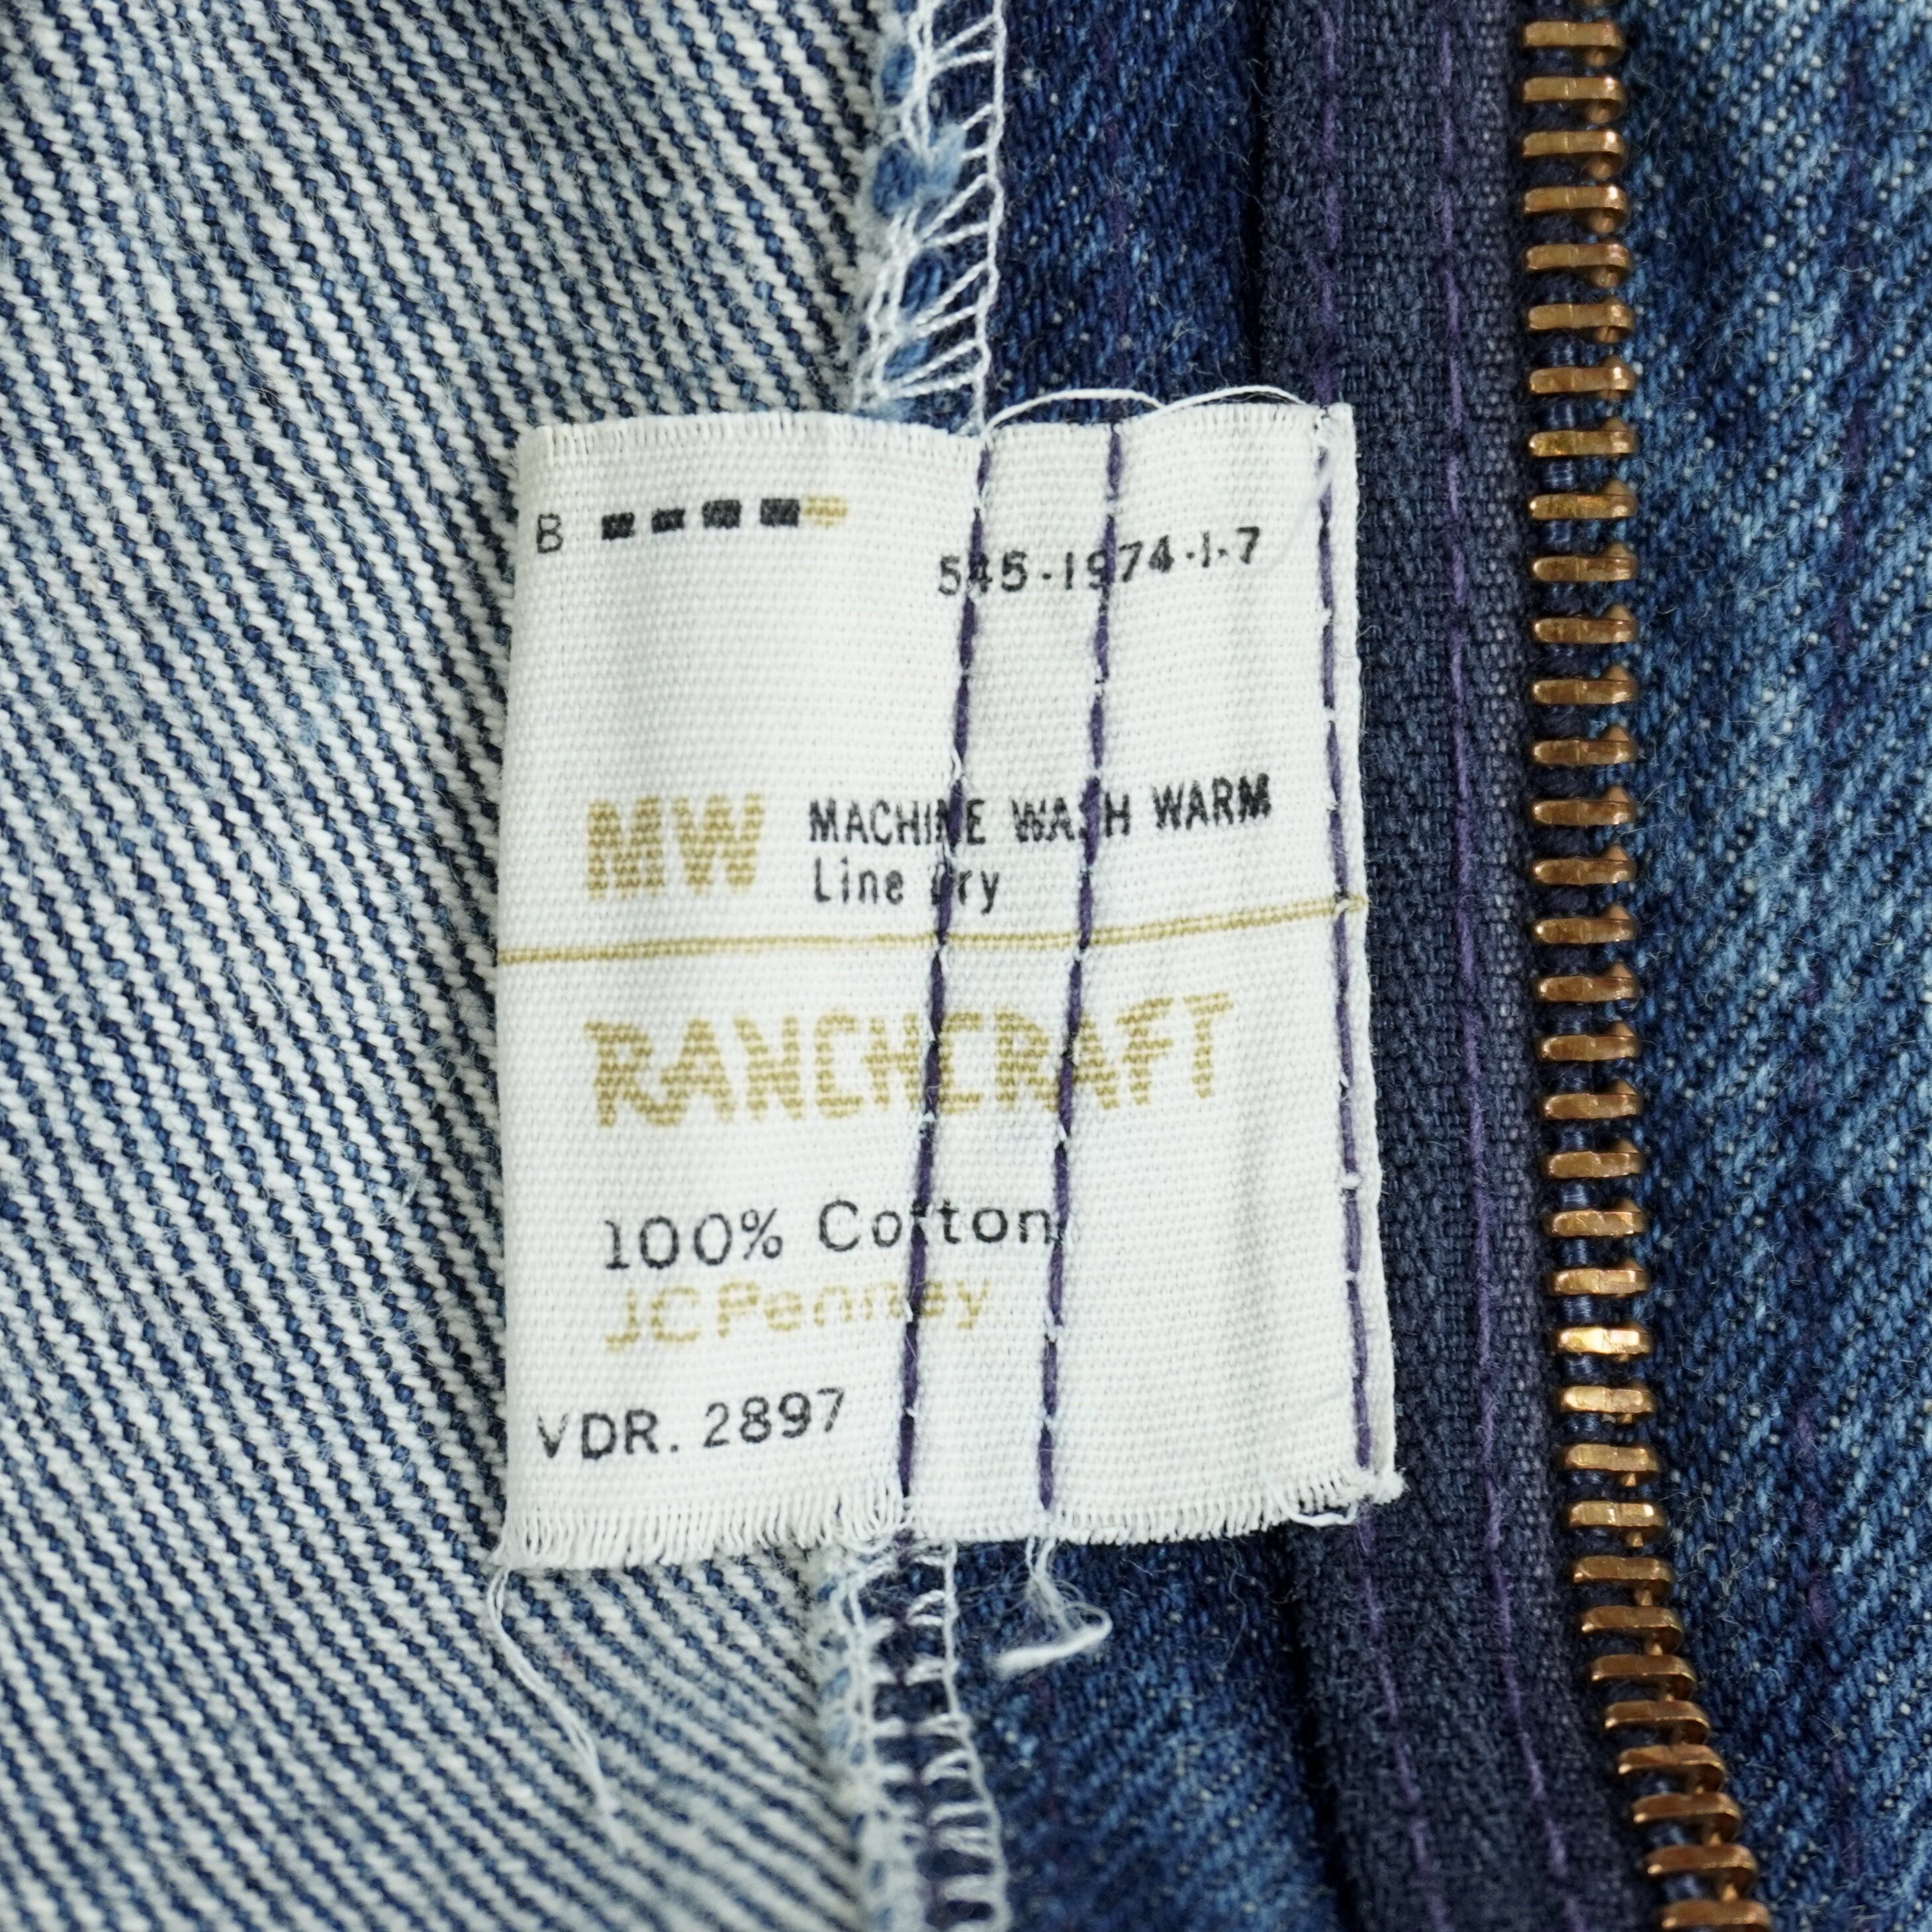 B
545-1974-1-7
MW MACHINE WASH WARM
Line Dry
RANCHCRAFT
100% Cotton
JCPenney
VDR. 2897